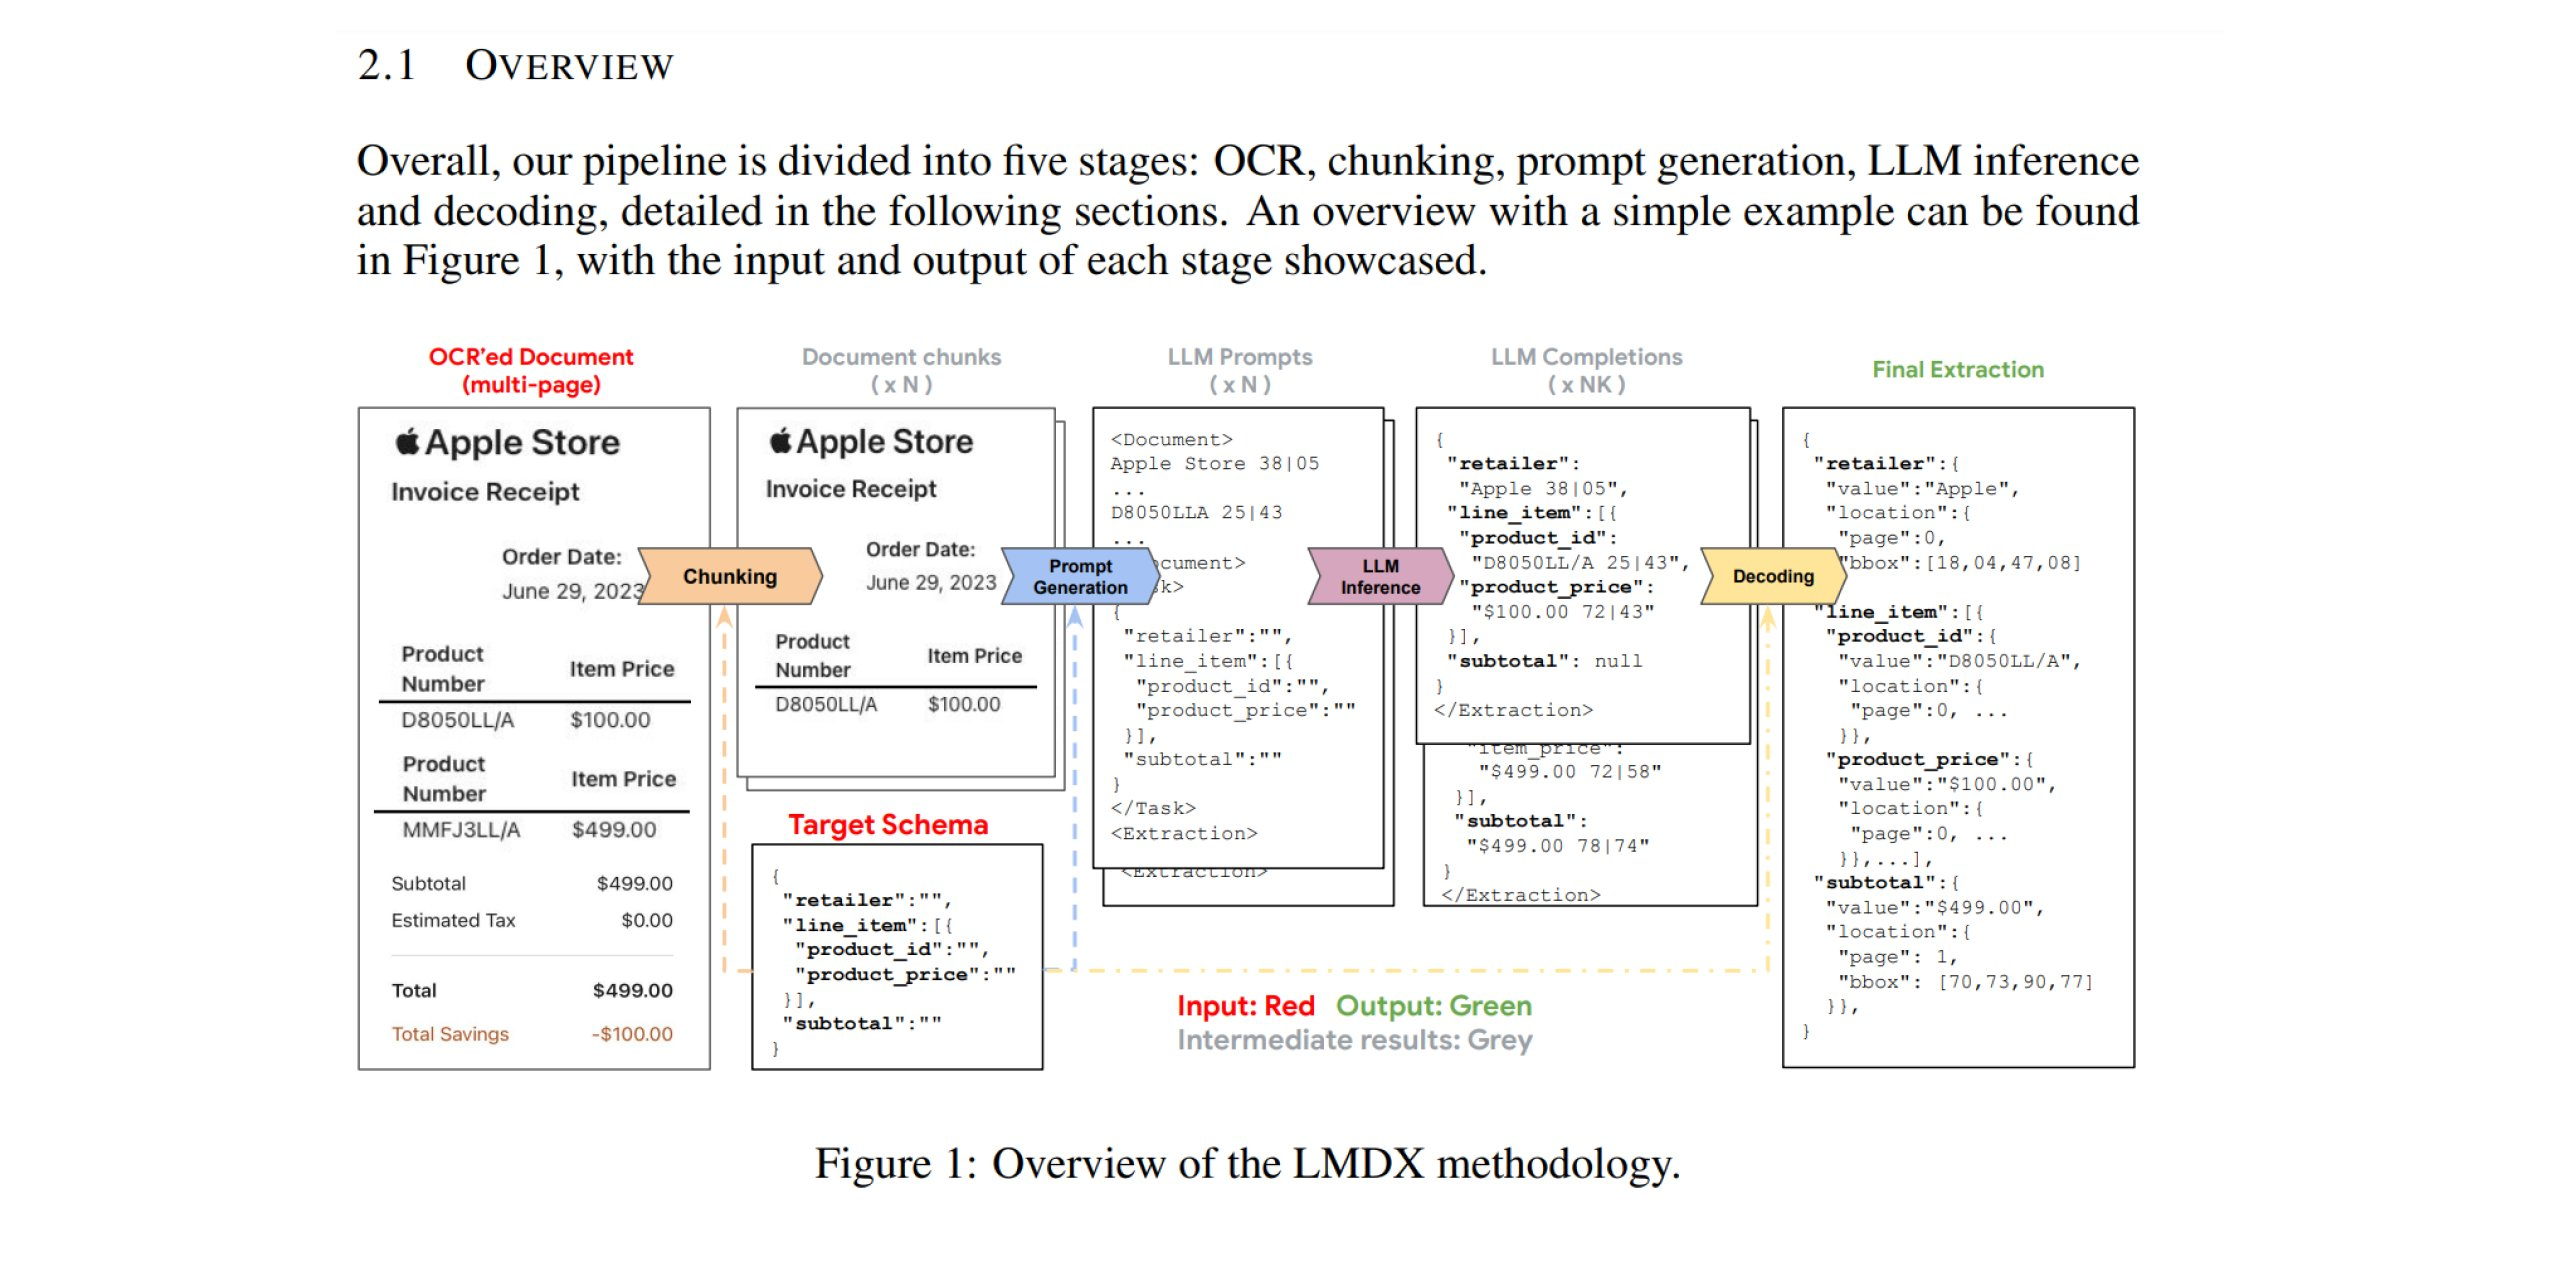 2.1 OVERVIEW
Overall, our pipeline is divided into five stages: OCR, chunking, prompt generation, LLM inference
and decoding, detailed in the following sections. An overview with a simple example can be found
in Figure 1, with the input and output of each stage showcased.
OCR'ed Document
(multi-page)
Apple Store
Invoice Receipt
Order Date:
June 29, 2023
Product
Number
Item Price
D8050LL/A $100.00
Product
Number
Item Price
MMFJ3LL/A $499.00
Subtotal $499.00
Estimated Tax $0.00
Total $499.00
Total Savings -$100.00
Chunking
Document chunks
( x N )
Apple Store
Invoice Receipt
Order Date:
June 29, 2023
Product
Number
Item Price
D8050LL/A $100.00
Target Schema
{
"retailer":"",
"line_item":[{
"product_id":"",
"product_price":""
}],
"subtotal":""
}
Prompt
Generation
LLM Prompts
( x N )
<Document>
Apple Store 38|05
...
D8050LLA 25|43
...
cument>
k>
{
"retailer":"",
"line_item":[{
"product_id":"",
"product_price":""
}],
"subtotal":""
}
</Task>
<Extraction>
<Extraction>
LLM
Inference
LLM Completions
( x NK )
{
"retailer":
"Apple 38|05",
"line_item":[{
"product_id":
"D8050LL/A 25|43",
"product_price":
"$100.00 72|43"
}],
"subtotal": null
}
</Extraction>
"item_price":
"$499.00 72|58"
}],
"subtotal":
"$499.00 78|74"
}
</Extraction>
Decoding
Final Extraction
{
"retailer":{
"value":"Apple",
"location":{
"page":0,
"bbox":[18,04,47,08]
"line_item":[{
"product_id":{
"value":"D8050LL/A",
"location":{
"page":0, ...
}},
"product_price":{
"value":"$100.00",
"location":{
"page":0, ...
}},...],
"subtotal":{
"value":"$499.00",
"location":{
"page": 1,
"bbox": [70,73,90,77]
}},
}
Input: Red Output: Green
Intermediate results: Grey
Figure 1: Overview of the LMDX methodology.